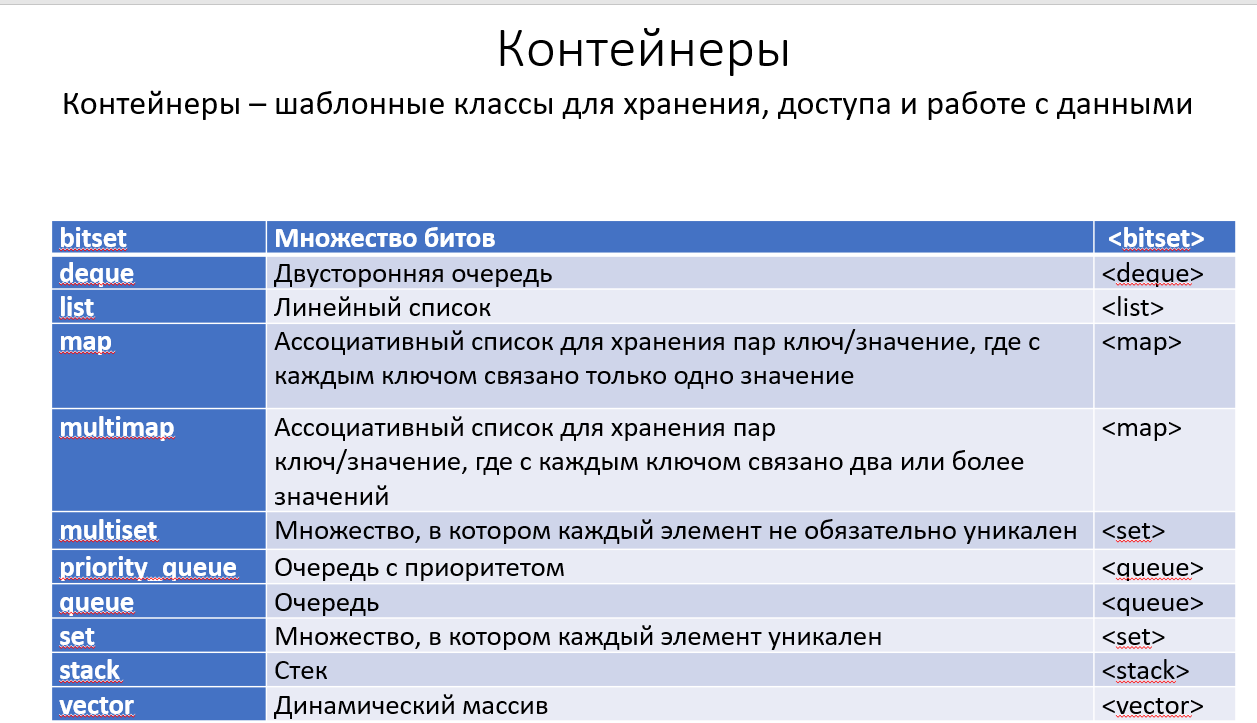 Контейнеры
Контейнеры – шаблонные классы для хранения, доступа и работе с данными
bitset Множество битов <bitset>
deque Двусторонняя очередь <deque>
list Линейный список <list>
map Ассоциативный список для хранения пар ключ/значение, где с <map>
каждым ключом связано только одно значение
multimap Ассоциативный список для хранения пар <map>
ключ/значение, где с каждым ключом связано два или более
значений
multiset Множество, в котором каждый элемент не обязательно уникален <set>
priority_queue Очередь с приоритетом <queue>
queue Очередь <queue>
set Множество, в котором каждый элемент уникален <set>
stack Стек <stack>
vector Динамический массив <vector>